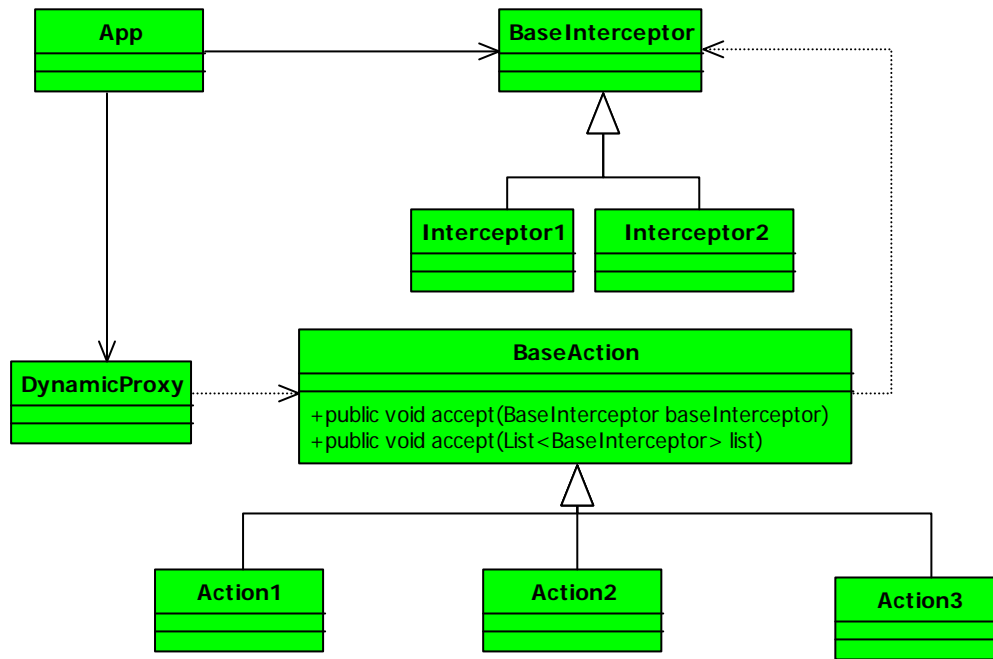 App
BaseInterceptor
Interceptor1
Interceptor2
BaseAction
DynamicProxy
+public void accept(BaseInterceptor baseInterceptor)
+public void accept(List<BaseInterceptor> list)
Action1
Action2
Action3